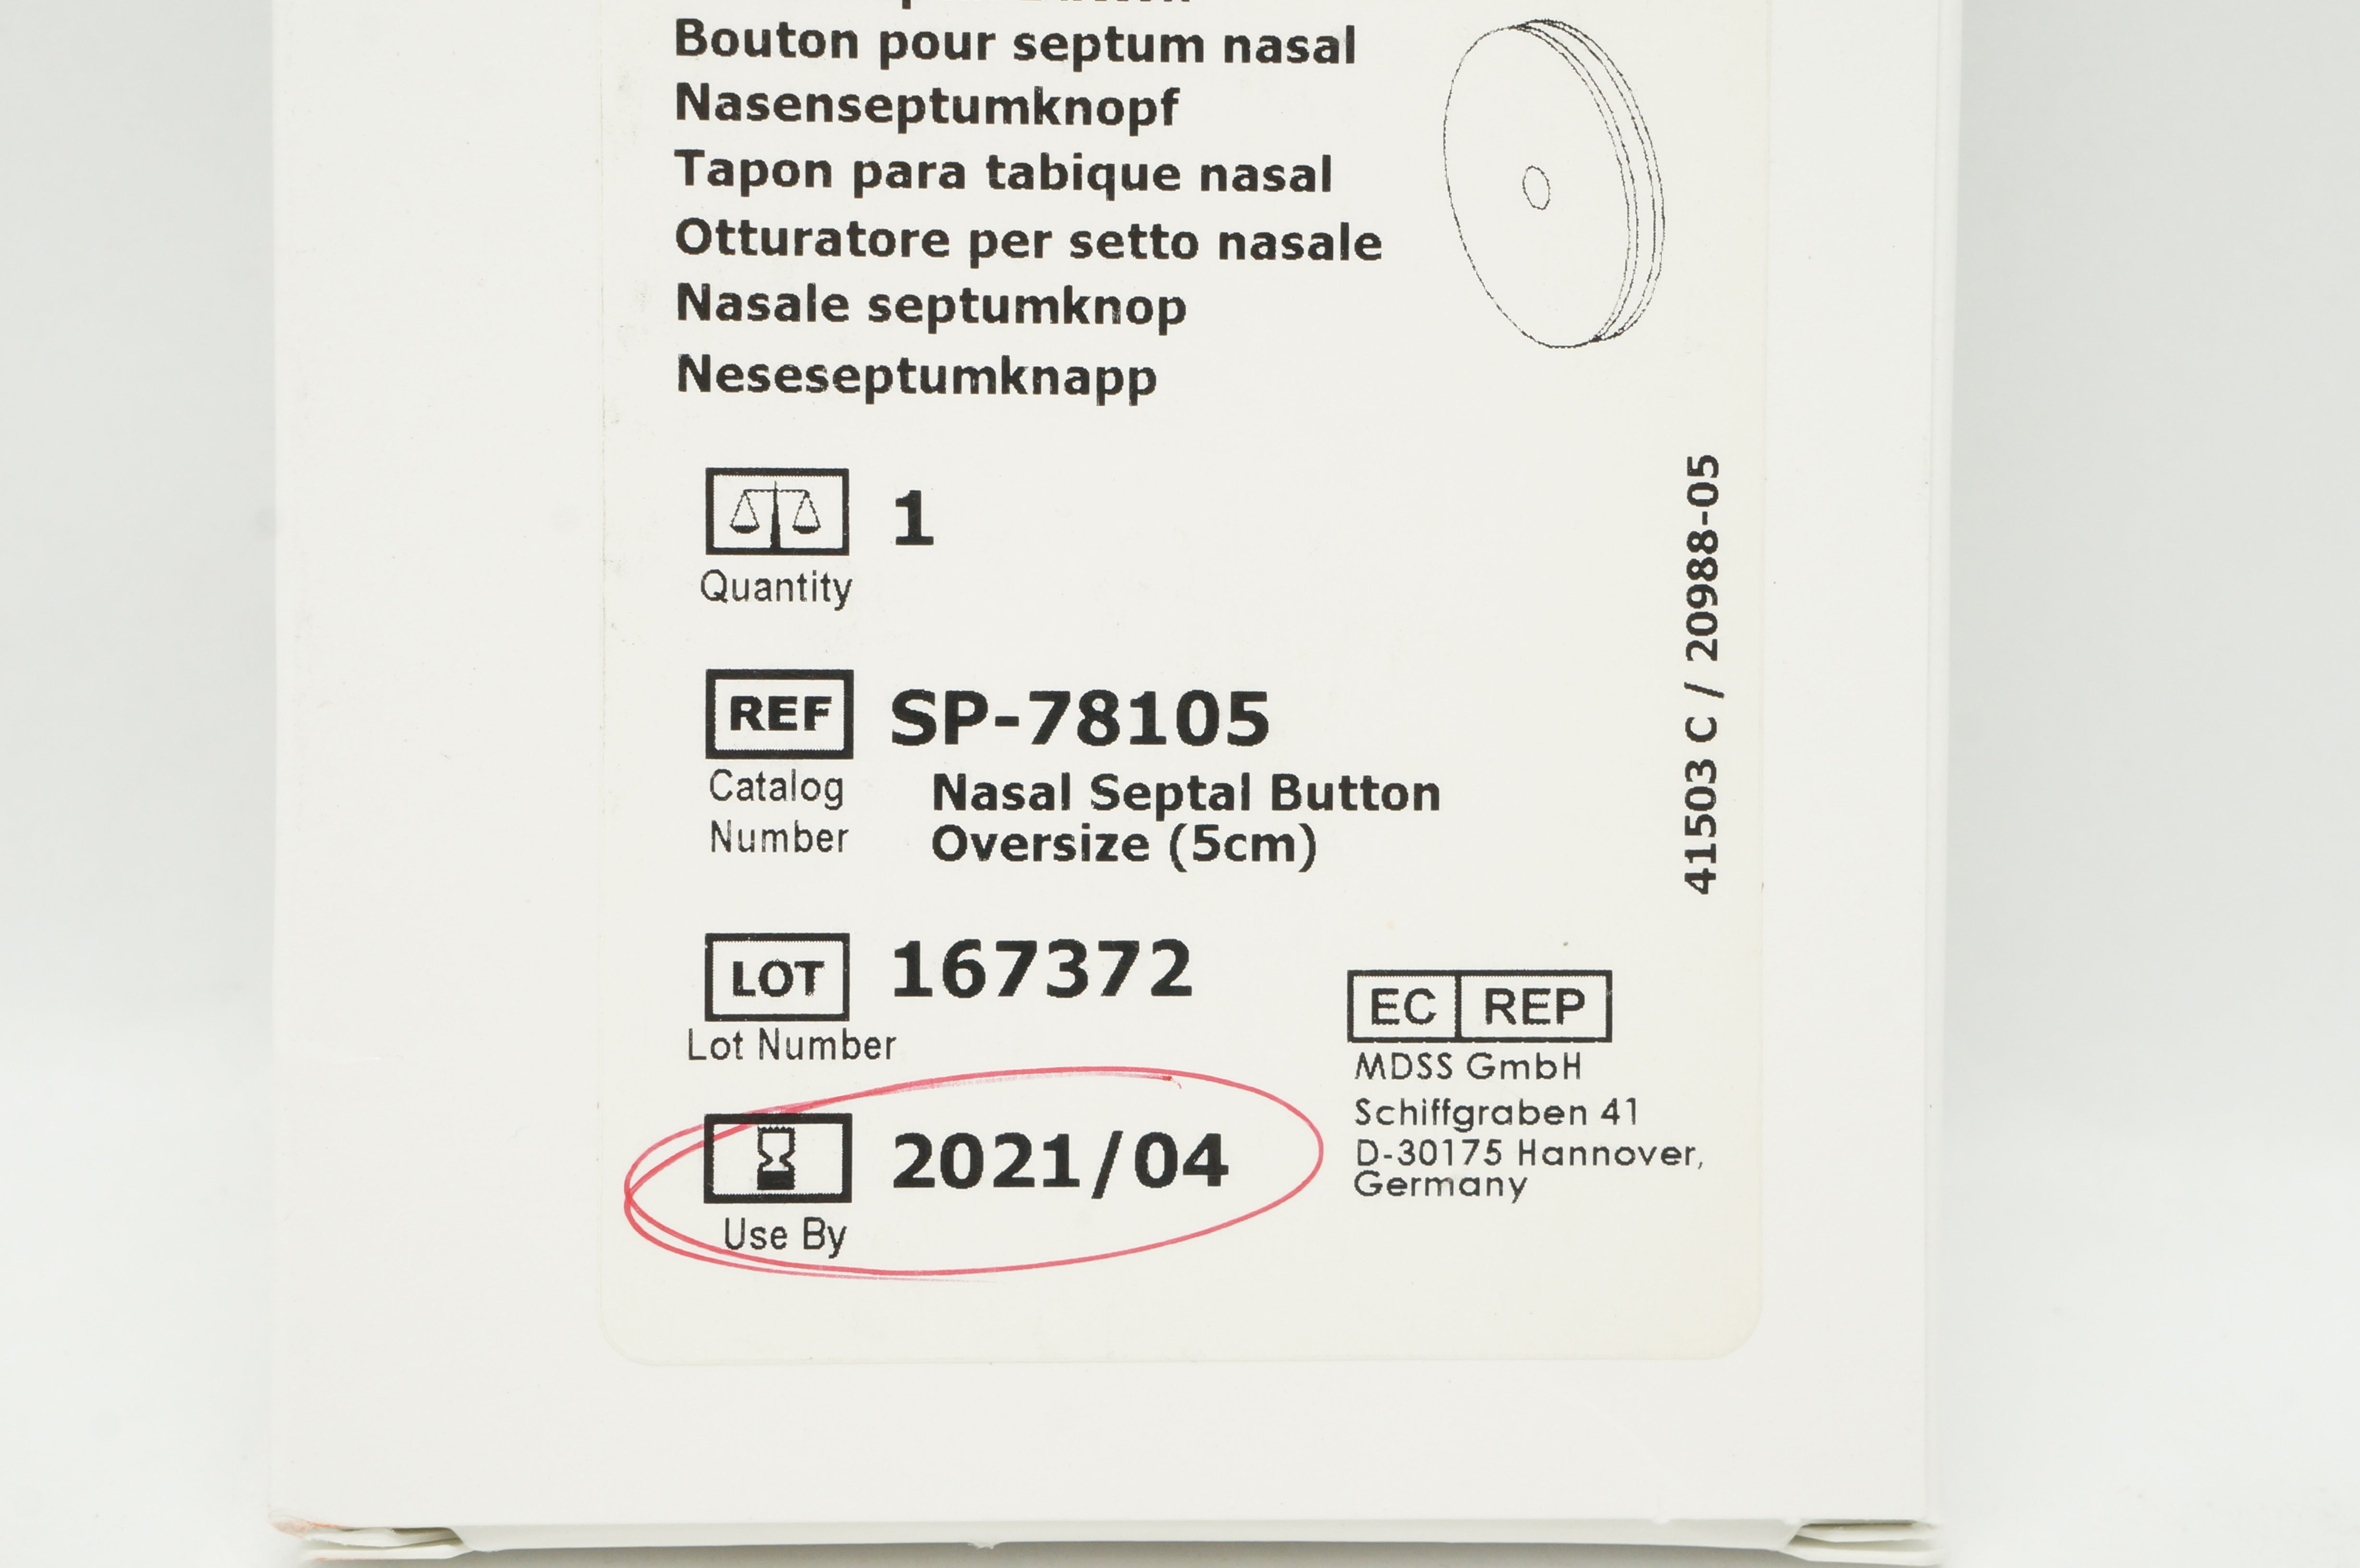 Bouton pour septum nasal
Nasenseptumknopf
Tapon para tabique nasal
Otturatore per setto nasale
Nasale septumknop
Neseseptumknapp
1
Quantity
REF SP-78105
Catalog Number
Nasal Septal Button
Oversize (5cm)
LOT 167372
Lot Number
2021/04
Use By
41503 C / 20988-05
EC REP
MDSS GmbH
Schiffgraben 41
D-30175 Hannover,
Germany